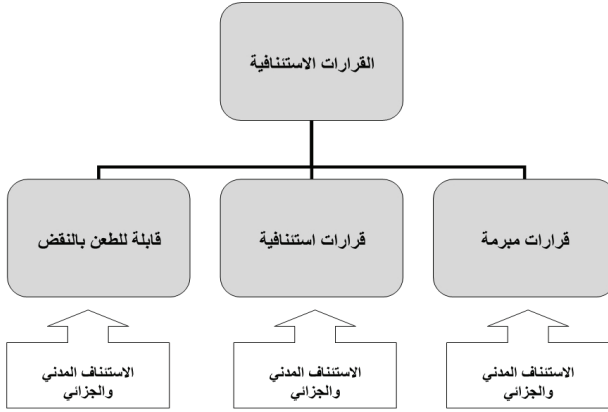 القرارات الاستئنافية
قرارات مبرمة
قرارات استئنافية
قابلة للطعن بالنقض
الاستئناف المدني
والجزائي
الاستئناف المدني
والجزائي
الاستئناف المدني
والجزائي